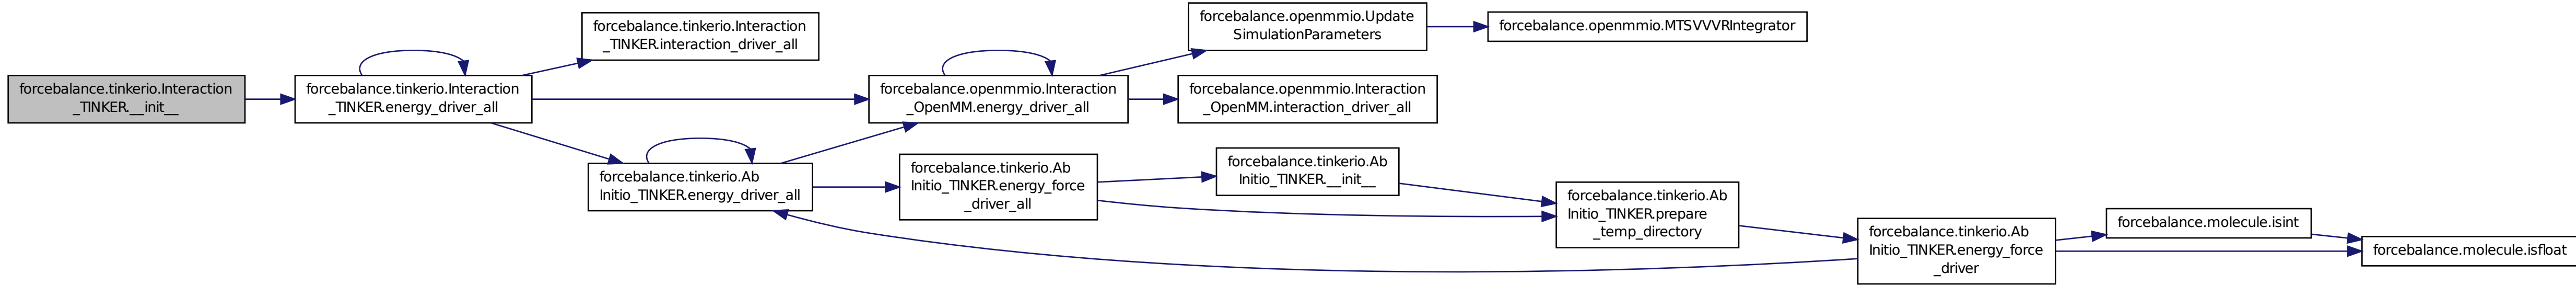 forcebalance.tinkerio.Interaction
_TINKER.__init__
forcebalance.tinkerio.Interaction
_TINKER.energy_driver_all
forcebalance.tinkerio.Interaction
_TINKER.interaction_driver_all
forcebalance.openmmio.Interaction
_OpenMM.energy_driver_all
forcebalance.openmmio.Update
SimulationParameters
forcebalance.openmmio.MTSVVVRIntegrator
forcebalance.openmmio.Interaction
_OpenMM.interaction_driver_all
forcebalance.tinkerio.Ab
Initio_TINKER.energy_driver_all
forcebalance.tinkerio.Ab
Initio_TINKER.energy_force
_driver_all
forcebalance.tinkerio.Ab
Initio_TINKER.__init__
forcebalance.tinkerio.Ab
Initio_TINKER.prepare
_temp_directory
forcebalance.tinkerio.Ab
Initio_TINKER.energy_force
_driver
forcebalance.molecule.isint
forcebalance.molecule.isfloat